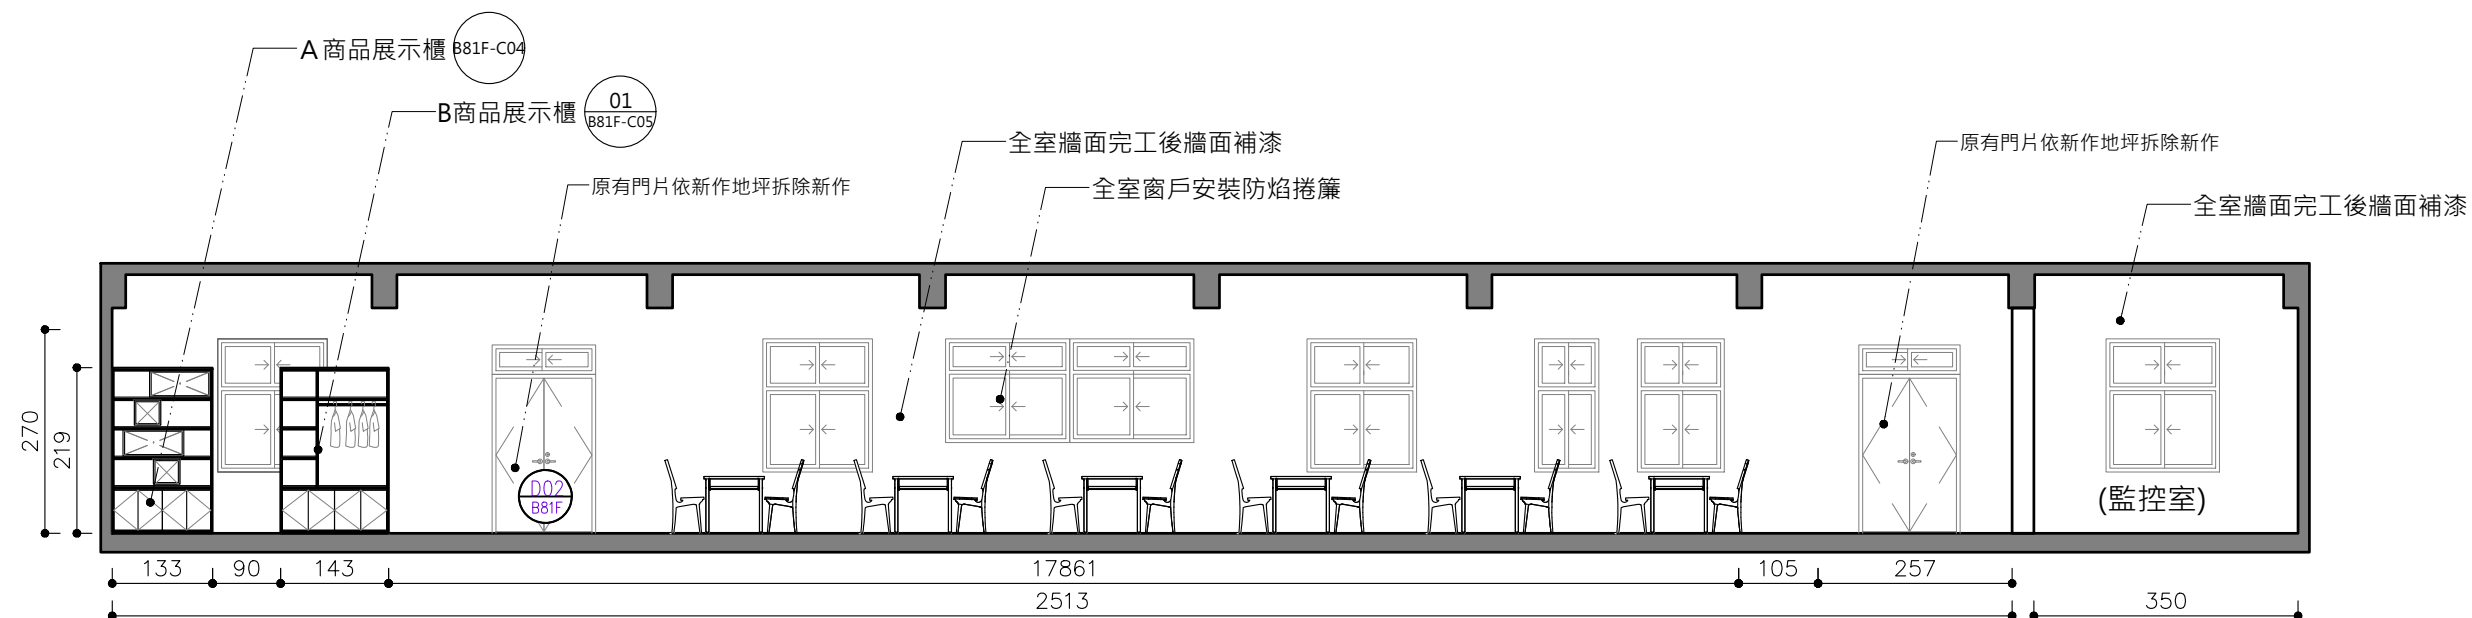 A商品展示櫃 B81F-C04
B商品展示櫃 01
B81F-C05
全室牆面完工後牆面補漆
原有門片依新作地坪拆除新作
原有門片依新作地坪拆除新作
全室窗戶安裝防焰捲簾
全室牆面完工後牆面補漆
270
219
D02
B81F
(監控室)
133 90 143 17861 105 257
2513 350